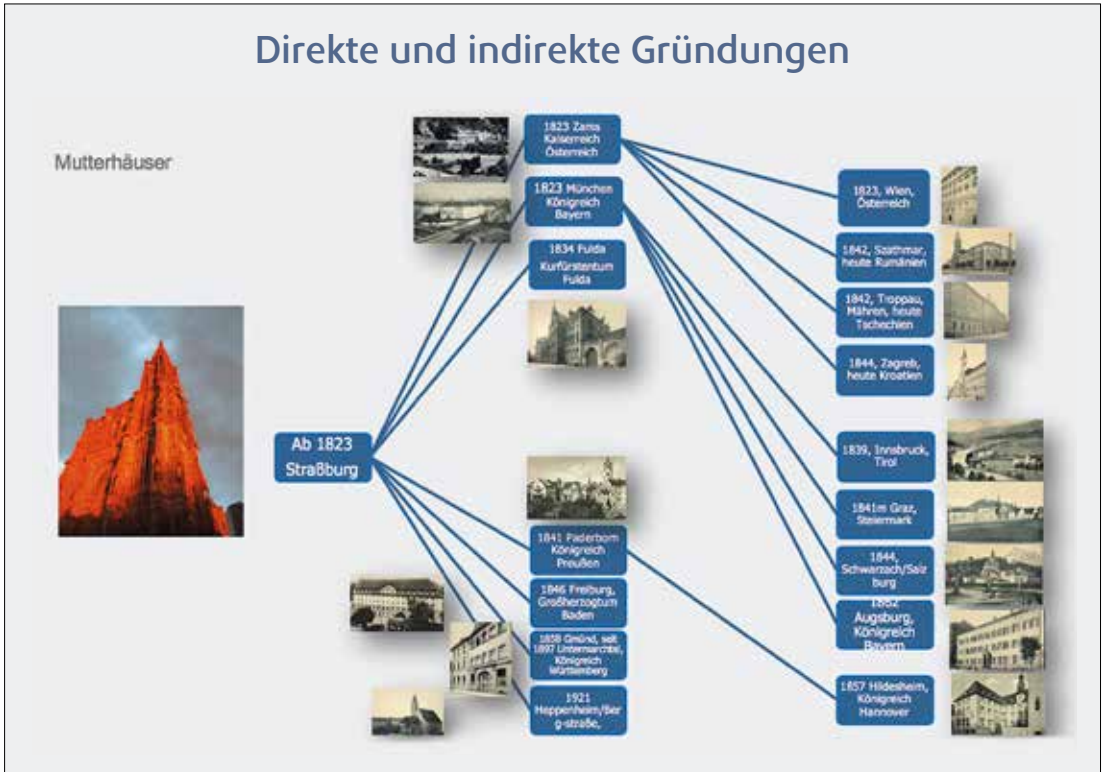 Direkte und indirekte Gründungen
Mutterhäuser
Ab 1823
Straßburg
1823 Zams
Kaiserreich
Österreich
1823 München
Königreich
Bayern
1834 Fulda
Kurfürstentum
Fulda
1841 Paderborn
Königreich
Preußen
1846 Freiburg,
Großherzogtum
Baden
1858 Gmünd, seit
1897 Untermarchtal,
Königreich
Württemberg
1921
Heppenheim/Ber
g-straße,
1823, Wien,
Österreich
1842, Szathmar,
heute Rumänien
1842, Troppau,
Mähren, heute
Tschechien
1844, Zagreb,
heute Kroatien
1839, Innsbruck,
Tirol
1841m Graz,
Steiermark
1844,
Schwarzach/Salz
burg
1862
Augsburg,
Königreich
Bayern
1857 Hildesheim,
Königreich
Hannover